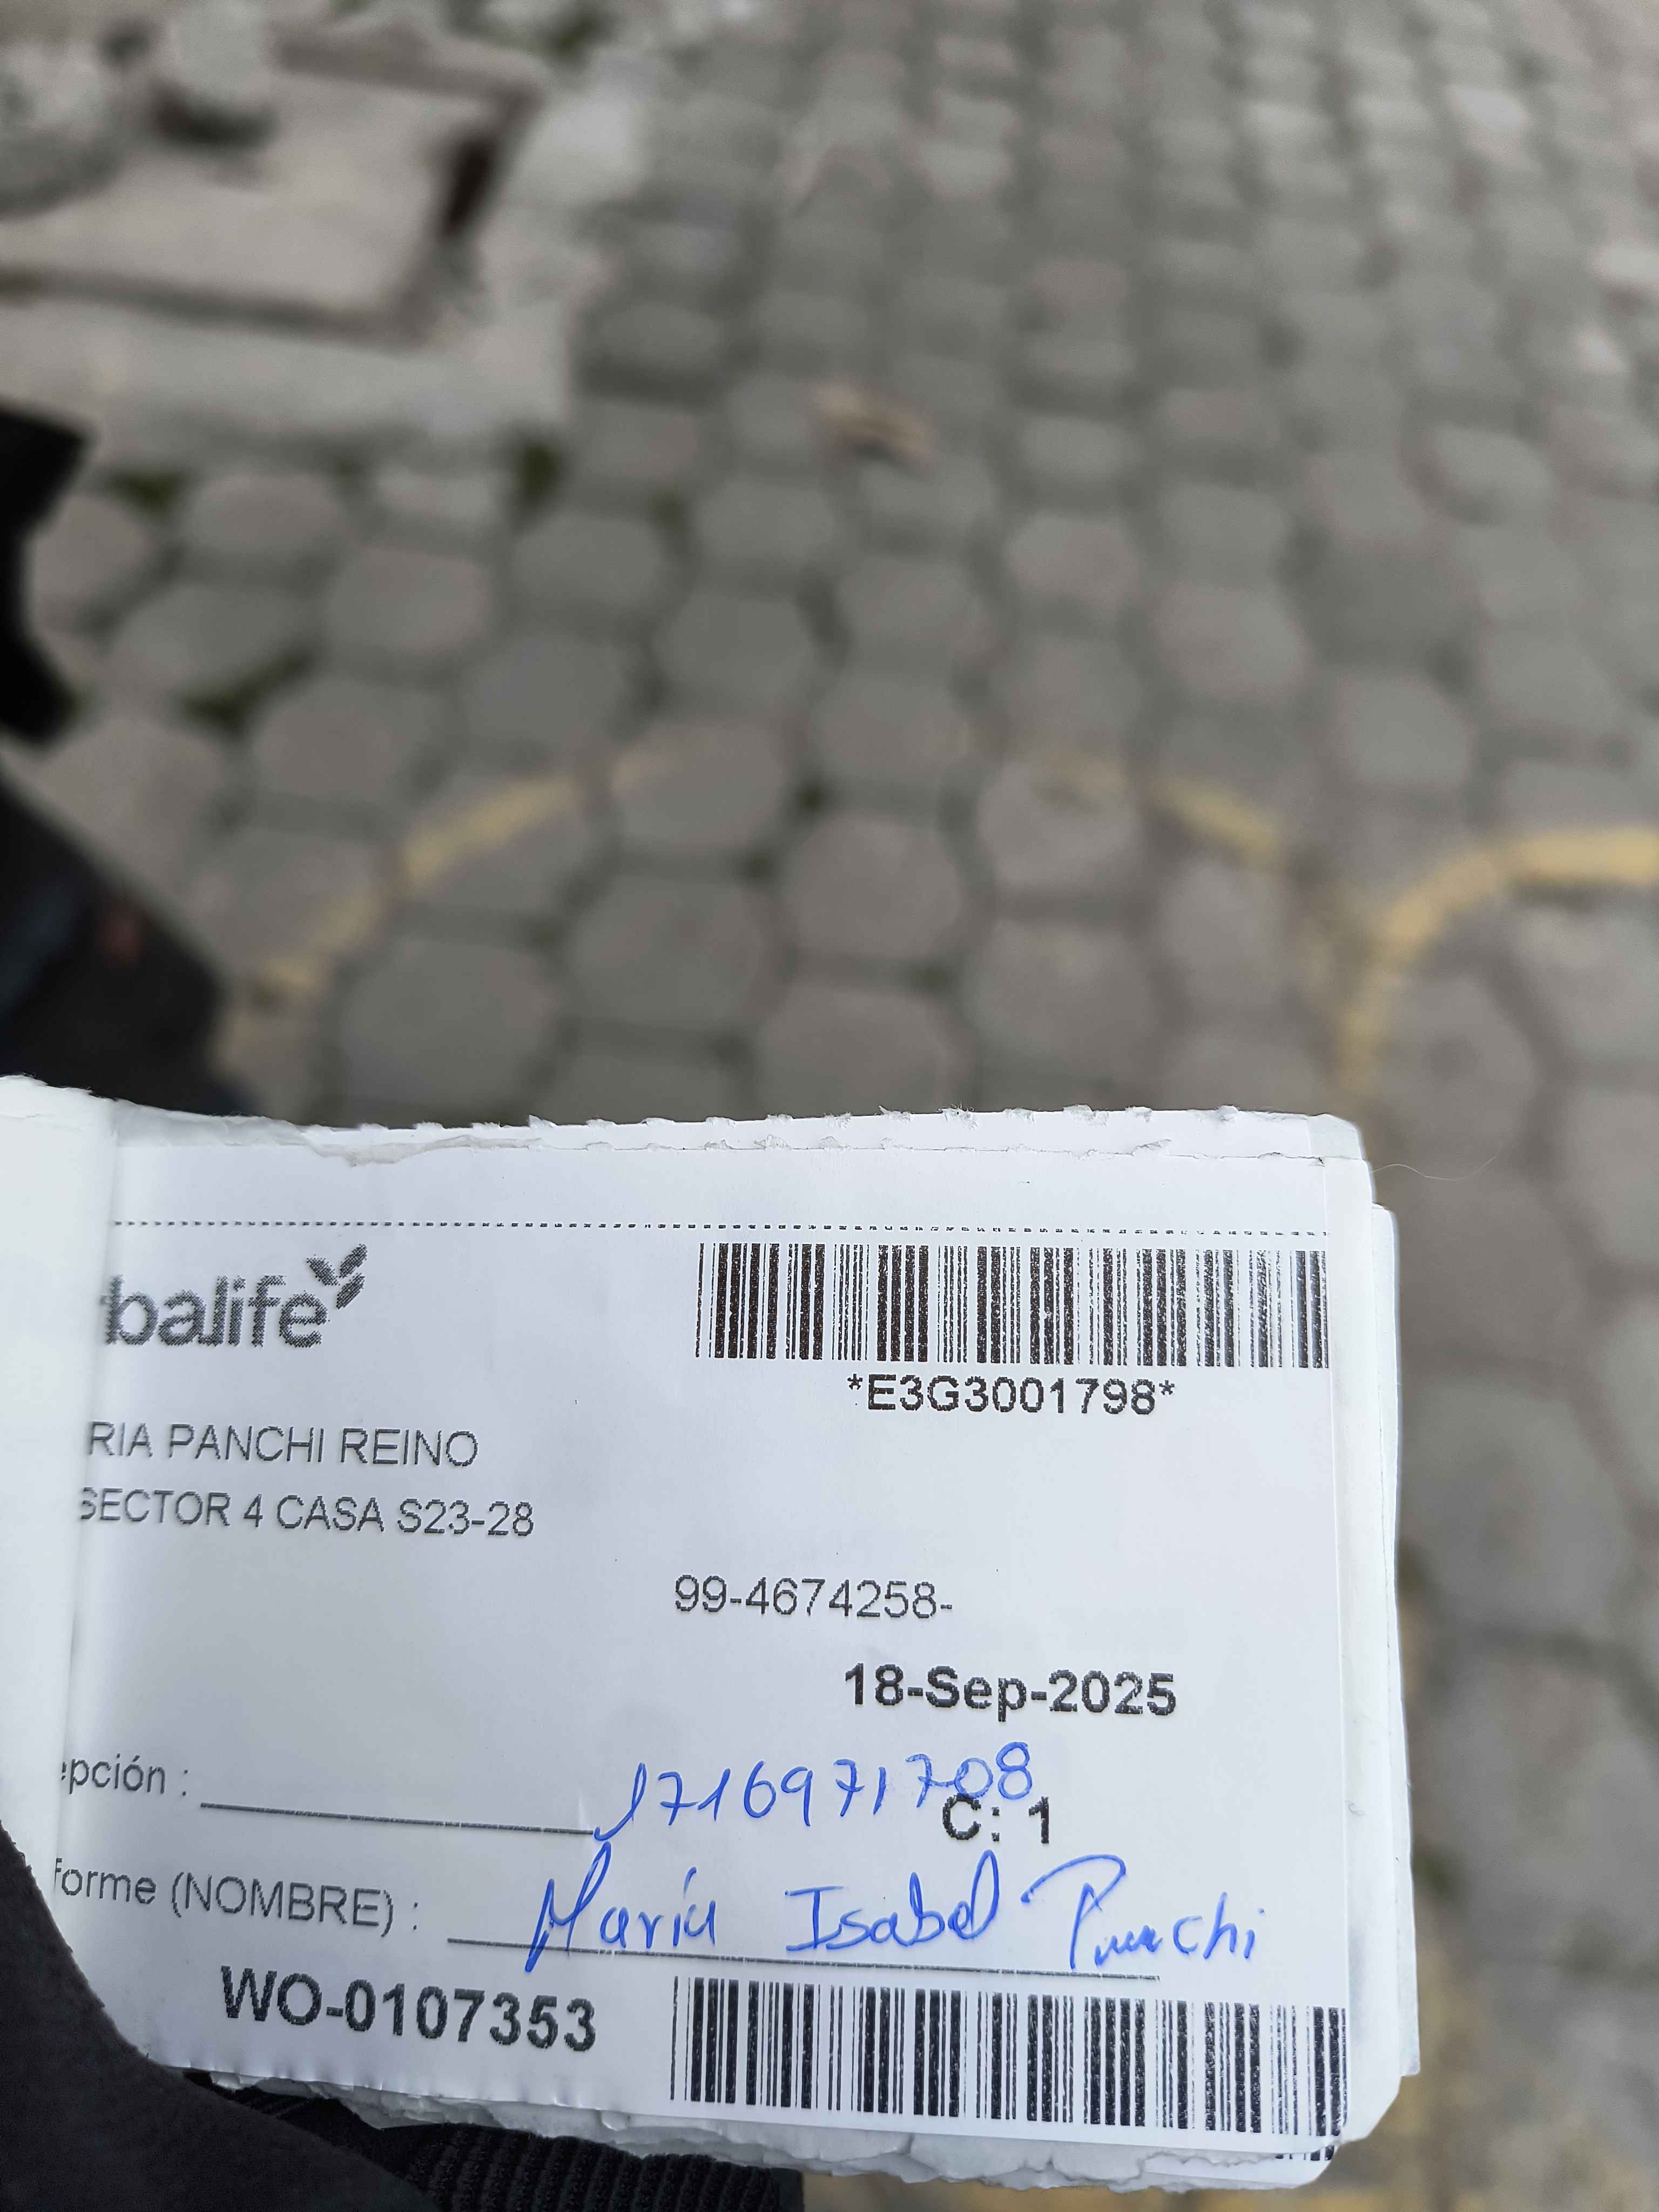 balife
*E3G3001798*
RIA PANCHI REINO
SECTOR 4 CASA S23-28
99-4674258-
18-Sep-2025
epción : 1716971708
C: 1
forme (NOMBRE) : María Isabel Panchi
WO-0107353